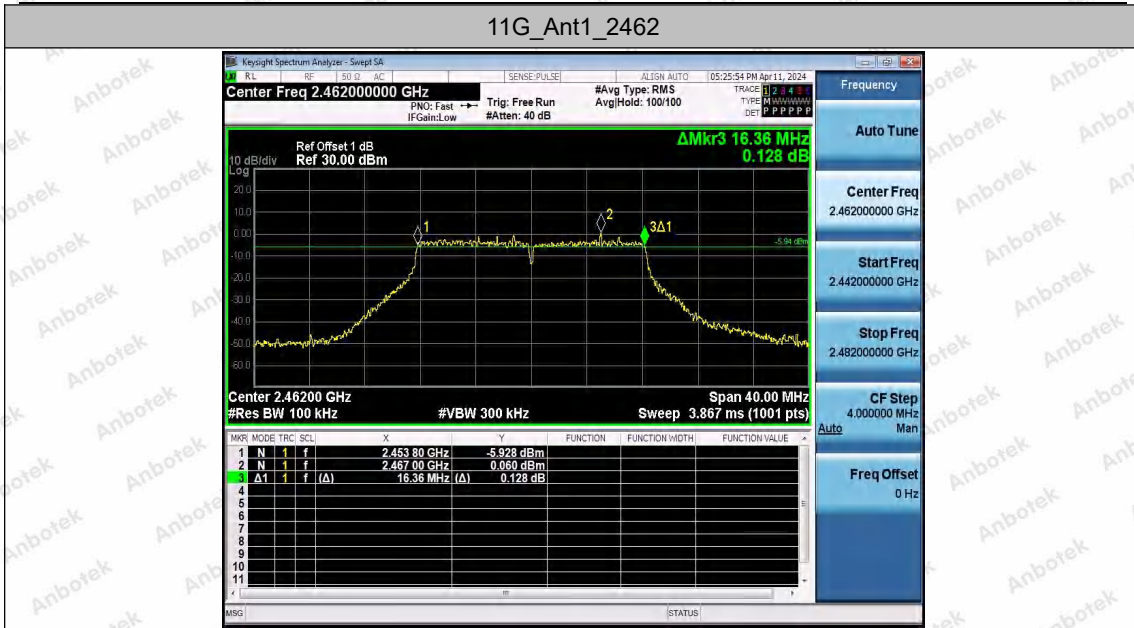 11G_Ant1_2462
Keysight Spectrum Analyzer - Swept SA
RL RF 50 Ω AC SENSE:PULSE ALIGN AUTO 05:25:54 PM Apr 11, 2024
Center Freq 2.462000000 GHz
PNO: Fast
IFGain:Low
Trig: Free Run
#Atten: 40 dB
#Avg Type: RMS
Avg|Hold: 100/100
TRACE 1 2 3 4 5 6
TYPE M WWWWW
DET P P P P P P
Frequency
Auto Tune
Center Freq
2.462000000 GHz
Start Freq
2.442000000 GHz
Stop Freq
2.482000000 GHz
CF Step
4.000000 MHz
Auto Man
Freq Offset
0 Hz
Ref Offset 1 dB
10 dB/div Ref 30.00 dBm
Log
ΔMkr3 16.36 MHz
0.128 dB
20.0
10.0
0.00
-10.0
-20.0
-30.0
-40.0
-50.0
-60.0
1
2
3Δ1
-5.94 dBm
Center 2.46200 GHz Span 40.00 MHz
#Res BW 100 kHz #VBW 300 kHz Sweep 3.867 ms (1001 pts)
MKR MODE TRC SCL X Y FUNCTION FUNCTION WIDTH FUNCTION VALUE
1 N 1 f 2.453 80 GHz -5.928 dBm
2 N 1 f 2.467 00 GHz 0.060 dBm
3 Δ1 1 f (Δ) 16.36 MHz (Δ) 0.128 dB
4
5
6
7
8
9
10
11
MSG STATUS
Anbotek